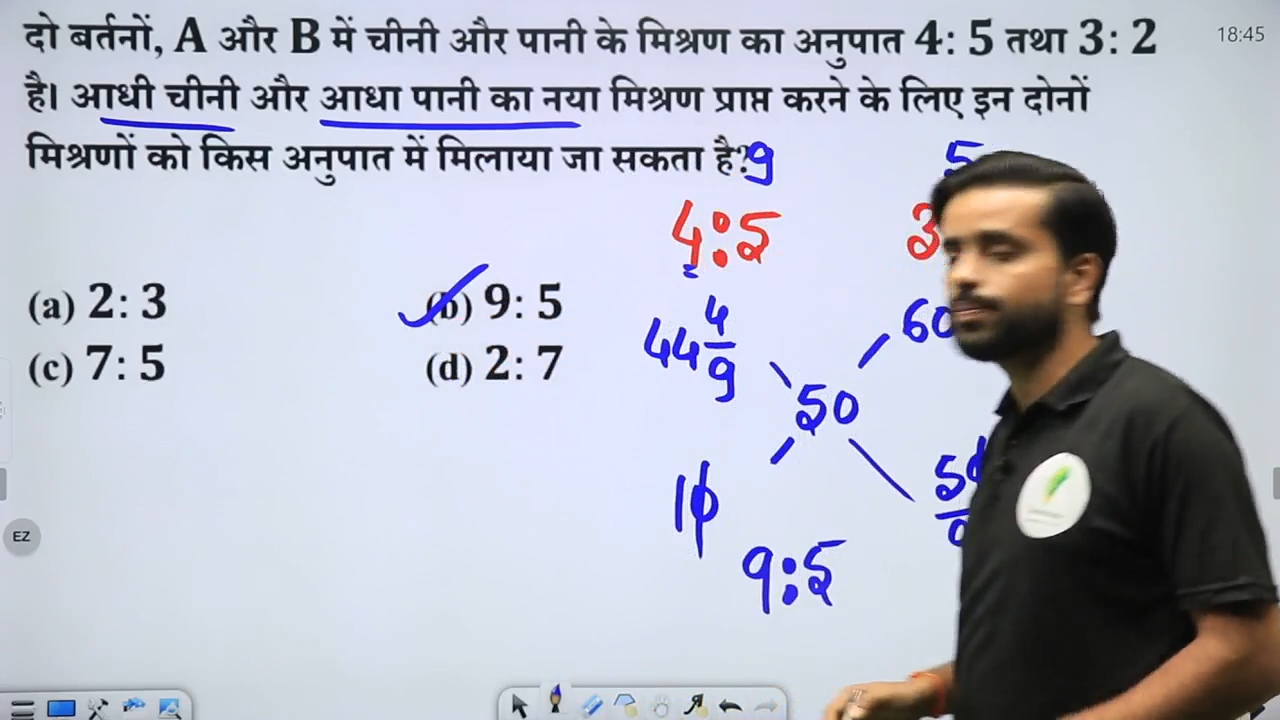 दो बर्तनों, A और B में चीनी और पानी के मिश्रण का अनुपात 4: 5 तथा 3: 2
18:45
है। आधी चीनी और आधा पानी का नया मिश्रण प्राप्त करने के लिए इन दोनों
मिश्रणों को किस अनुपात में मिलाया जा सकता है?
9
5
4:5
3
(a) 2: 3
(b) 9: 5
(c) 7: 5
(d) 2: 7
44 4/9
60
50
10
9:5
EZ